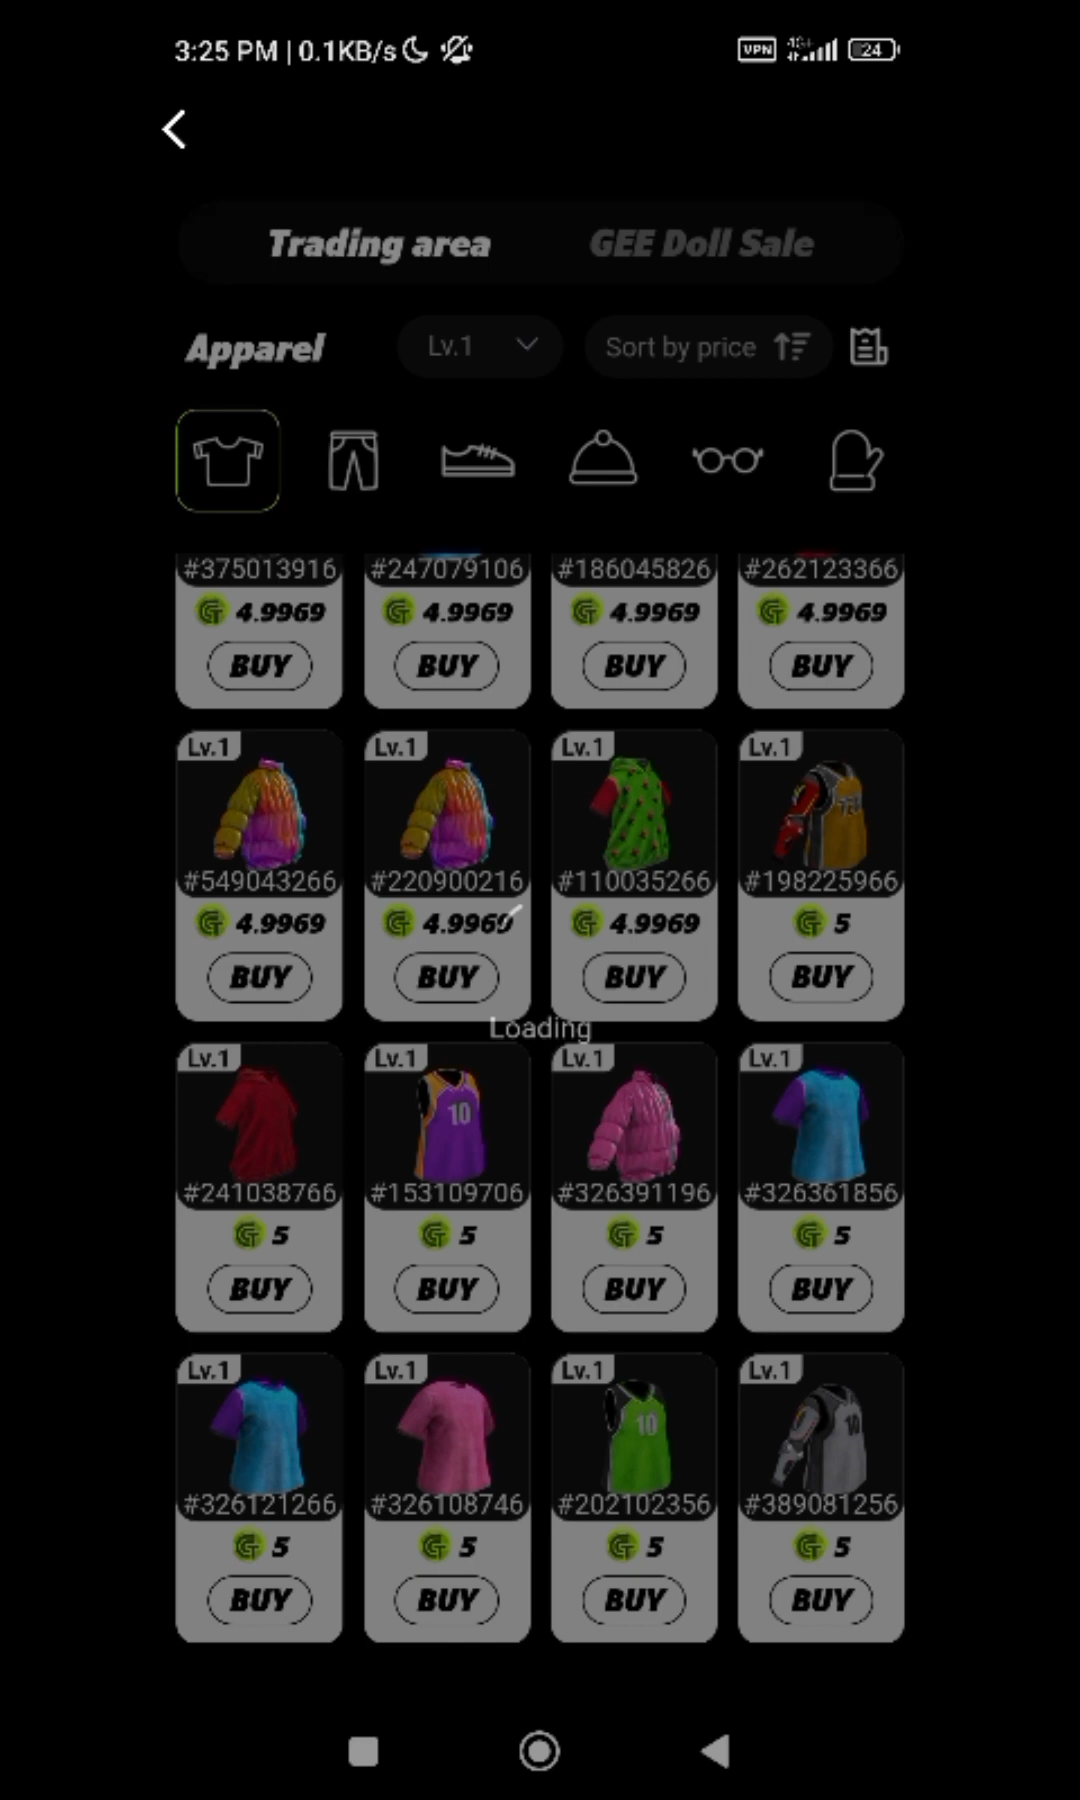 3:25 PM | 0.1KB/s VPN 4G+ 24
Trading area GEE Doll Sale
Apparel Lv.1 Sort by price
#375013916 #247079106 #186045826 #262123366
4.9969 4.9969 4.9969 4.9969
BUY BUY BUY BUY
Lv.1 Lv.1 Lv.1 Lv.1
#549043266 #220900216 #110035266 #198225966
4.9969 4.9969 4.9969 5
BUY BUY BUY BUY
Loading
Lv.1 Lv.1 Lv.1 Lv.1
10
#241038766 #153109706 #326391196 #326361856
5 5 5 5
BUY BUY BUY BUY
Lv.1 Lv.1 Lv.1 Lv.1
10 10
#326121266 #326108746 #202102356 #389081256
5 5 5 5
BUY BUY BUY BUY